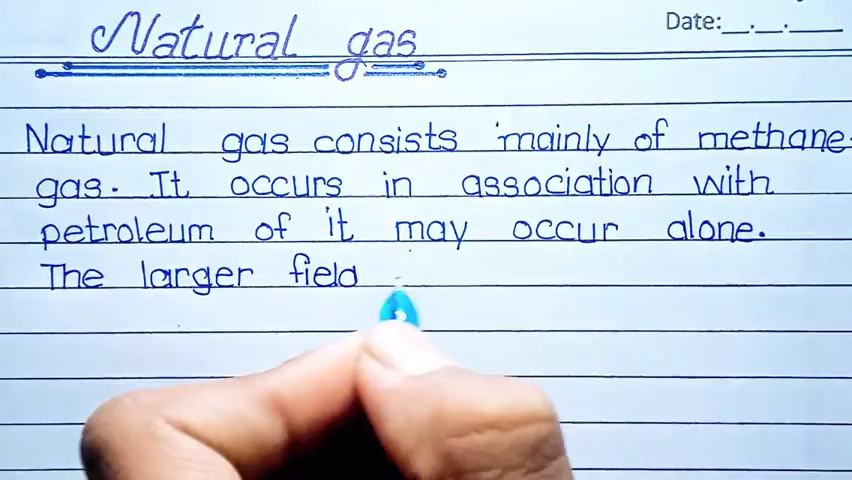 Natural gas
Date:__.__.____
Natural gas consists mainly of methane
gas. It occurs in association with
petroleum of it may occur alone.
The larger field